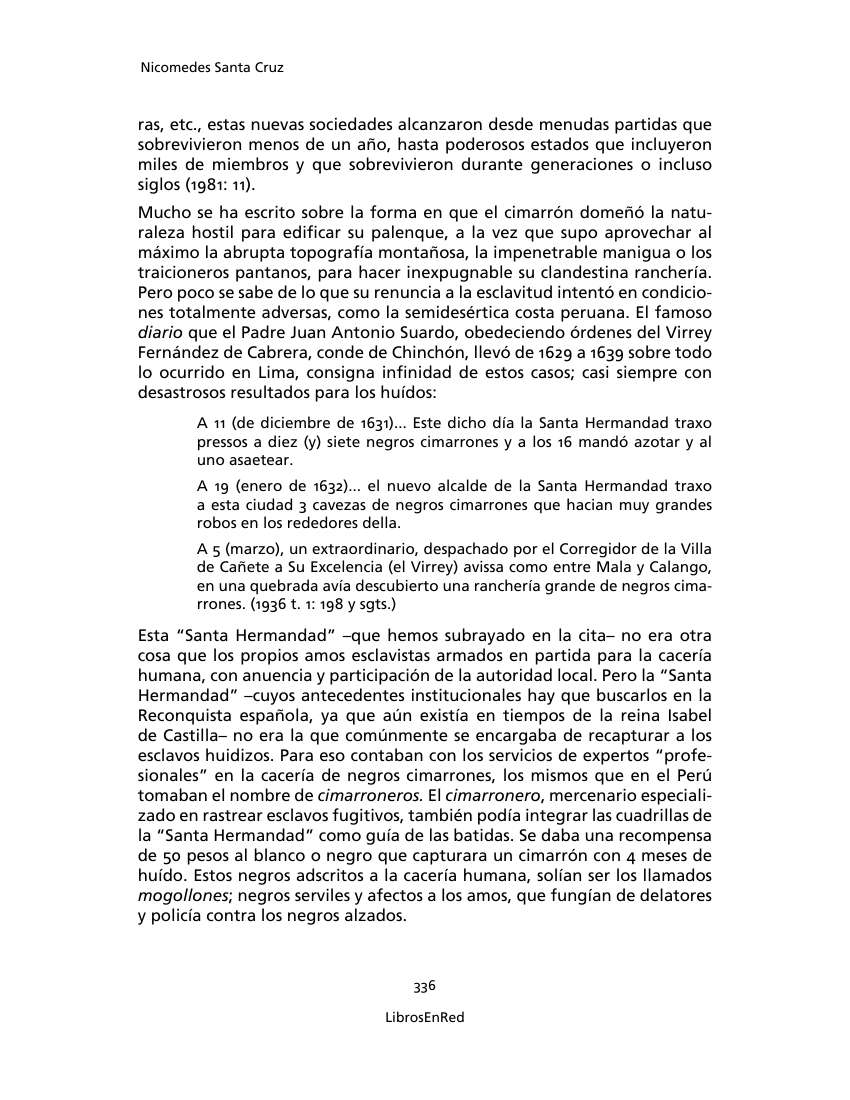 Nicomedes Santa Cruz
ras, etc., estas nuevas sociedades alcanzaron desde menudas partidas que
sobrevivieron menos de un año, hasta poderosos estados que incluyeron
miles de miembros y que sobrevivieron durante generaciones o incluso
siglos (1981: 11).
Mucho se ha escrito sobre la forma en que el cimarrón domeñó la natu-
raleza hostil para edificar su palenque, a la vez que supo aprovechar al
máximo la abrupta topografía montañosa, la impenetrable manigua o los
traicioneros pantanos, para hacer inexpugnable su clandestina ranchería.
Pero poco se sabe de lo que su renuncia a la esclavitud intentó en condicio-
nes totalmente adversas, como la semidesértica costa peruana. El famoso
diario que el Padre Juan Antonio Suardo, obedeciendo órdenes del Virrey
Fernández de Cabrera, conde de Chinchón, llevó de 1629 a 1639 sobre todo
lo ocurrido en Lima, consigna infinidad de estos casos; casi siempre con
desastrosos resultados para los huídos:
A 11 (de diciembre de 1631)... Este dicho día la Santa Hermandad traxo
pressos a diez (y) siete negros cimarrones y a los 16 mandó azotar y al
uno asaetear.
A 19 (enero de 1632)... el nuevo alcalde de la Santa Hermandad traxo
a esta ciudad 3 cavezas de negros cimarrones que hacian muy grandes
robos en los rededores della.
A 5 (marzo), un extraordinario, despachado por el Corregidor de la Villa
de Cañete a Su Excelencia (el Virrey) avissa como entre Mala y Calango,
en una quebrada avía descubierto una ranchería grande de negros cima-
rrones. (1936 t. 1: 198 y sgts.)
Esta “Santa Hermandad” –que hemos subrayado en la cita– no era otra
cosa que los propios amos esclavistas armados en partida para la cacería
humana, con anuencia y participación de la autoridad local. Pero la “Santa
Hermandad” –cuyos antecedentes institucionales hay que buscarlos en la
Reconquista española, ya que aún existía en tiempos de la reina Isabel
de Castilla– no era la que comúnmente se encargaba de recapturar a los
esclavos huidizos. Para eso contaban con los servicios de expertos “profe-
sionales” en la cacería de negros cimarrones, los mismos que en el Perú
tomaban el nombre de cimarroneros. El cimarronero, mercenario especiali-
zado en rastrear esclavos fugitivos, también podía integrar las cuadrillas de
la “Santa Hermandad” como guía de las batidas. Se daba una recompensa
de 50 pesos al blanco o negro que capturara un cimarrón con 4 meses de
huído. Estos negros adscritos a la cacería humana, solían ser los llamados
mogollones; negros serviles y afectos a los amos, que fungían de delatores
y policía contra los negros alzados.
336
LibrosEnRed